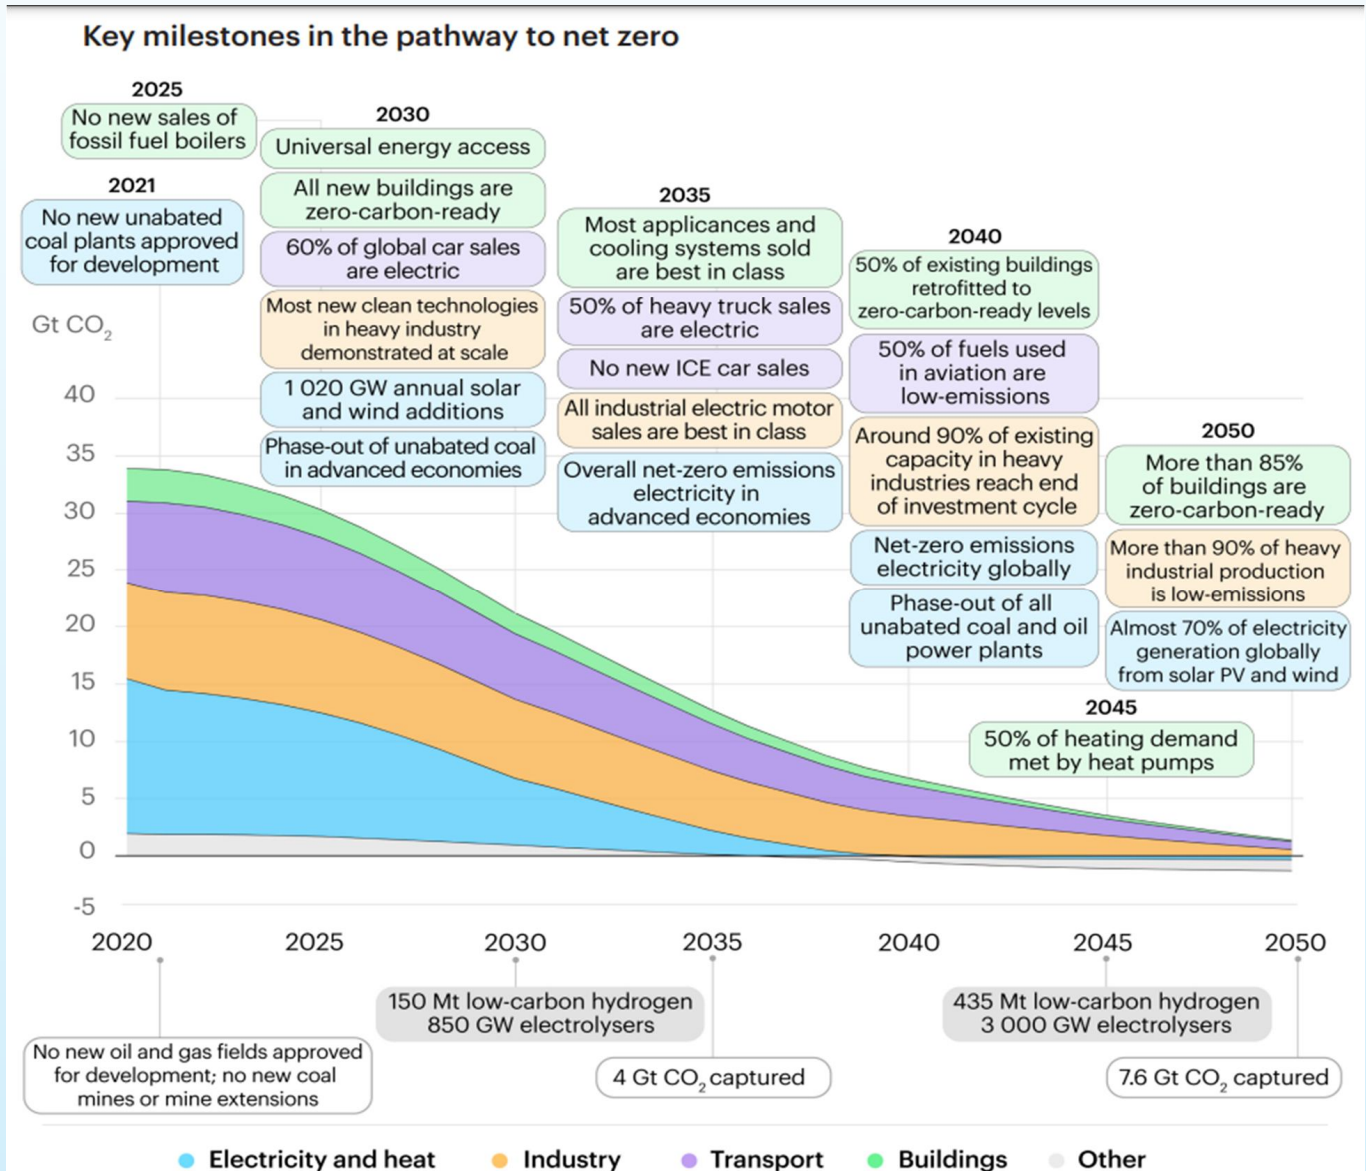 Key milestones in the pathway to net zero
2025
No new sales of
fossil fuel boilers
2021
No new unabated
coal plants approved
for development
2030
Universal energy access
All new buildings are
zero-carbon-ready
60% of global car sales
are electric
Most new clean technologies
in heavy industry
demonstrated at scale
1 020 GW annual solar
and wind additions
Phase-out of unabated coal
in advanced economies
2035
Most applicances and
cooling systems sold
are best in class
50% of heavy truck sales
are electric
No new ICE car sales
All industrial electric motor
sales are best in class
Overall net-zero emissions
electricity in
advanced economies
2040
50% of existing buildings
retrofitted to
zero-carbon-ready levels
50% of fuels used
in aviation are
low-emissions
Around 90% of existing
capacity in heavy
industries reach end
of investment cycle
Net-zero emissions
electricity globally
Phase-out of all
unabated coal and oil
power plants
2050
More than 85%
of buildings are
zero-carbon-ready
More than 90% of heavy
industrial production
is low-emissions
Almost 70% of electricity
generation globally
from solar PV and wind
2045
50% of heating demand
met by heat pumps
Gt CO₂
40
35
30
25
20
15
10
5
0
-5
2020 2025 2030 2035 2040 2045 2050
150 Mt low-carbon hydrogen
850 GW electrolysers
435 Mt low-carbon hydrogen
3 000 GW electrolysers
No new oil and gas fields approved
for development; no new coal
mines or mine extensions
4 Gt CO₂ captured
7.6 Gt CO₂ captured
Electricity and heat Industry Transport Buildings Other